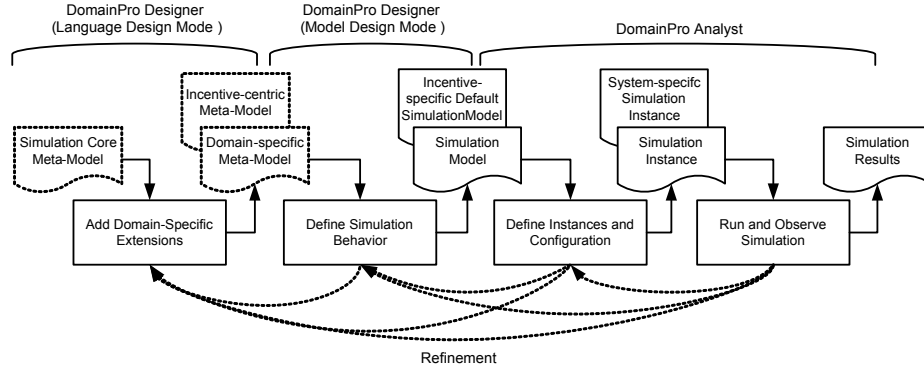 DomainPro Designer
(Language Design Mode )
DomainPro Designer
(Model Design Mode )
DomainPro Analyst
Incentive-centric
Meta-Model
Incentive-
specific Default
SimulationModel
System-specifc
Simulation
Instance
Simulation Core
Meta-Model
Domain-specific
Meta-Model
Simulation
Model
Simulation
Instance
Simulation
Results
Add Domain-Specific
Extensions
Define Simulation
Behavior
Define Instances and
Configuration
Run and Observe
Simulation
Refinement